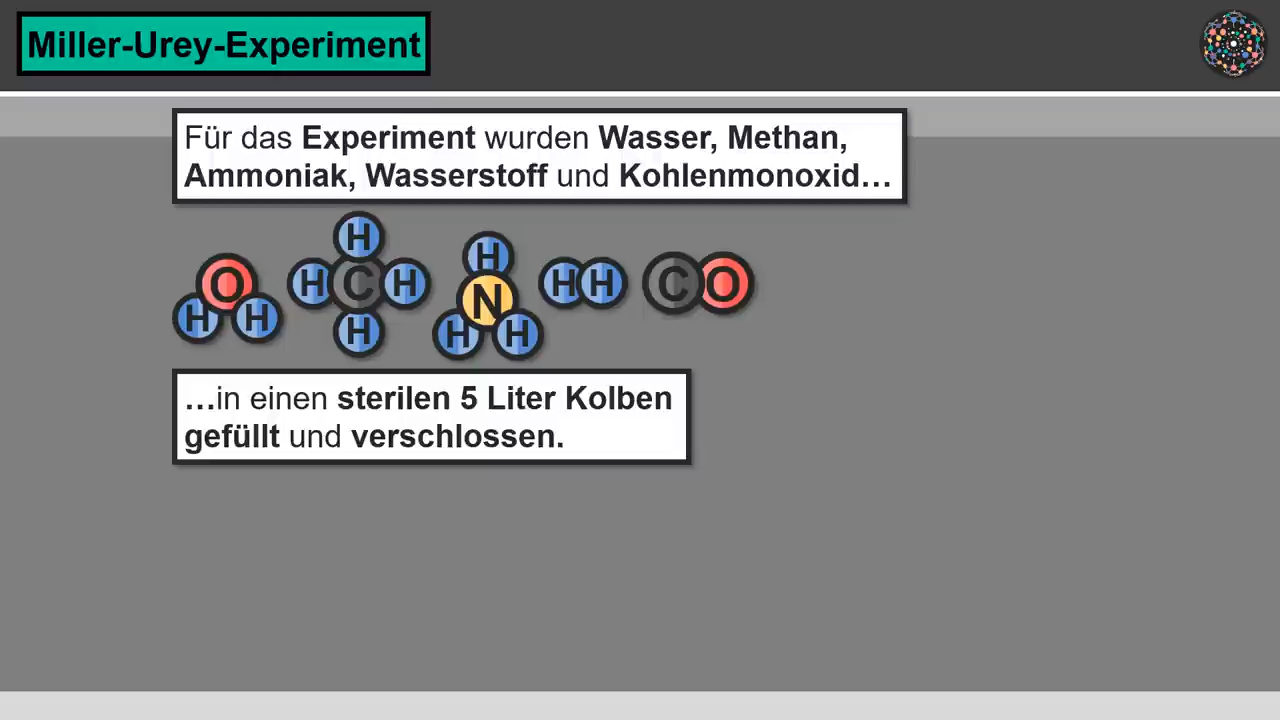 Miller-Urey-Experiment
Für das Experiment wurden Wasser, Methan,
Ammoniak, Wasserstoff und Kohlenmonoxid…
H
H
O
H
H
C
H
H
N
H
H
C
O
H
H
H
H
…in einen sterilen 5 Liter Kolben
gefüllt und verschlossen.